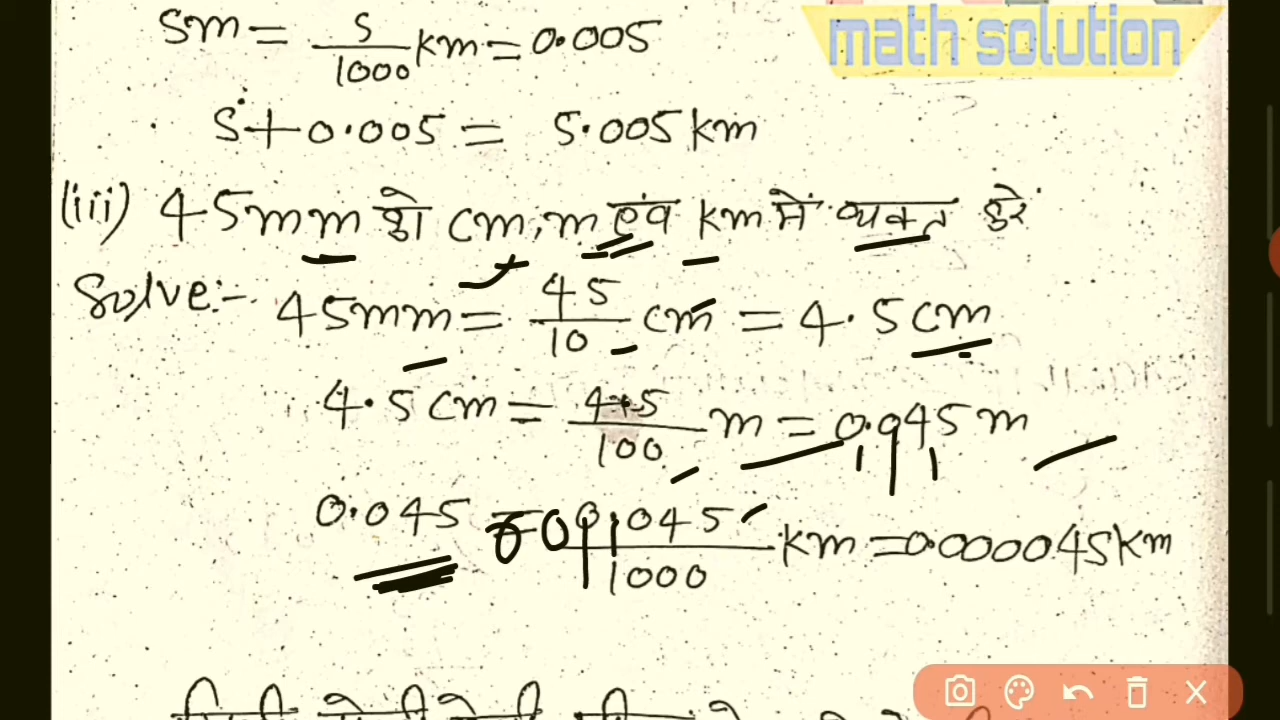 math solution
5m = 5/1000 km = 0.005
5 + 0.005 = 5.005 km
(iii) 45mm को cm, m एवं km में व्यक्त करें
Solve:- 45mm = 45/10 cm = 4.5 cm
4.5 cm = 4.5/100 m = 0.045 m
0.045 = 0.045/1000 km = 0.000045 km